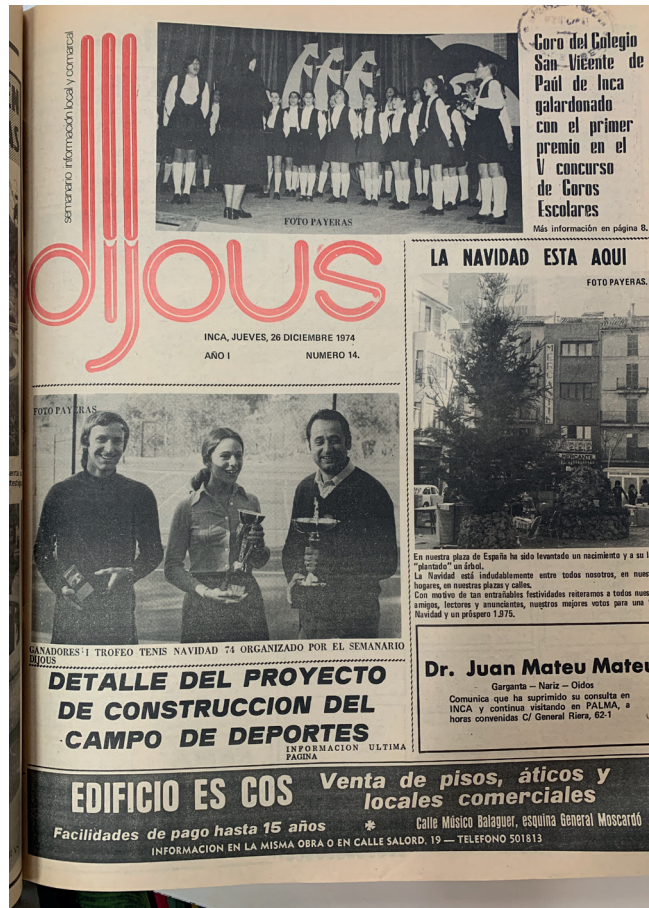 semanario información local y comarcal
dijous
FOTO PAYERAS
Coro del Colegio
San Vicente de
Paúl de Inca
galardonado
con el primer
premio en el
V concurso
de Coros
Escolares
Más información en página 8.
INCA, JUEVES, 26 DICIEMBRE 1974
AÑO I NUMERO 14.
LA NAVIDAD ESTA AQUI
FOTO PAYERAS.
MERCANTIL
MERCANTIL
En nuestra plaza de España ha sido levantado un nacimiento y a su
"plantado" un árbol.
La Navidad está indudablemente entre todos nosotros, en
hogares, en nuestras plazas y calles.
Con motivo de tan entrañables festividades reiteramos a todos
amigos, lectores y anunciantes, nuestros mejores votos para una
Navidad y un próspero 1.975.
FOTO PAYERAS
GANADORES I TROFEO TENIS NAVIDAD 74 ORGANIZADO POR EL SEMANARIO
DIJOUS
DETALLE DEL PROYECTO
DE CONSTRUCCION DEL
CAMPO DE DEPORTES
INFORMACION ULTIMA
PAGINA
Dr. Juan Mateu Mateu
Garganta — Nariz — Oidos
Comunica que ha suprimido su consulta en
INCA y continua visitando en PALMA, a
horas convenidas C/ General Riera, 62-1
EDIFICIO ES COS
Venta de pisos, áticos y
locales comerciales
Facilidades de pago hasta 15 años * Calle Músico Balaguer, esquina General Moscardó
INFORMACION EN LA MISMA OBRA O EN CALLE SALORD, 19 — TELEFONO 501813